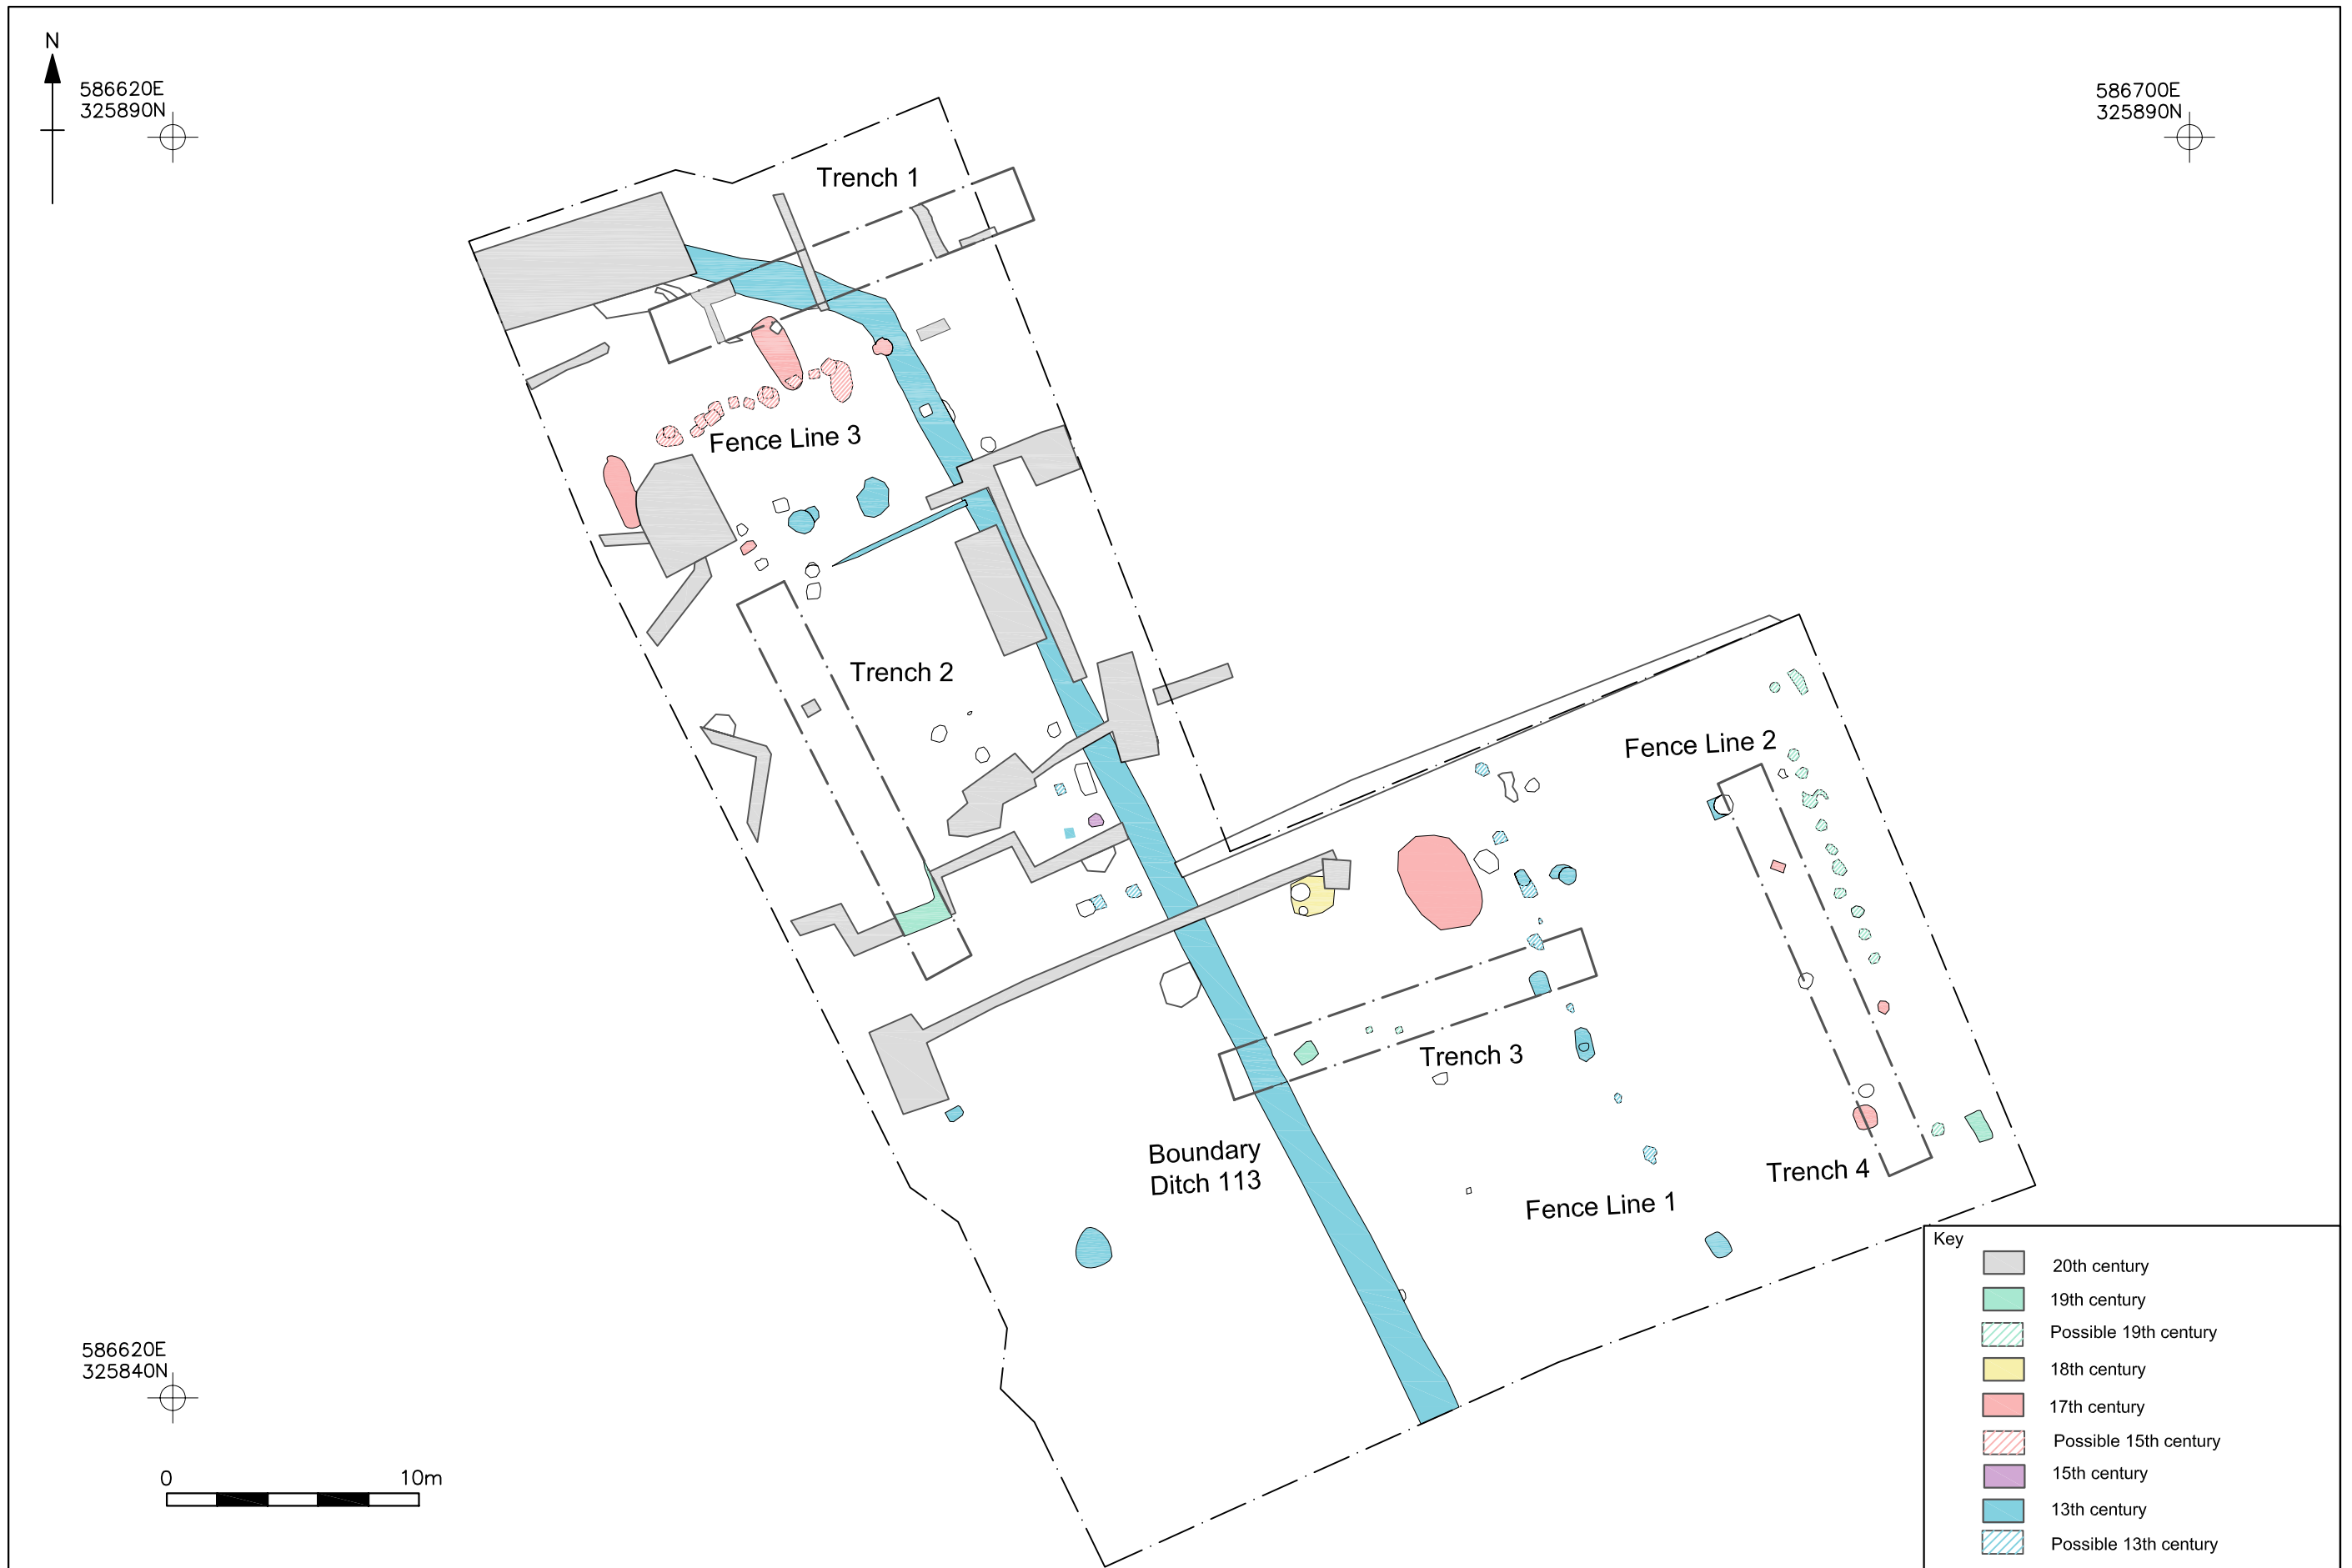 N
586620E
325890N
586700E
325890N
Trench 1
Fence Line 3
Trench 2
Fence Line 2
Trench 3
Boundary
Ditch 113
Fence Line 1
Trench 4
586620E
325840N
0 10m
Key
20th century
19th century
Possible 19th century
18th century
17th century
Possible 15th century
15th century
13th century
Possible 13th century